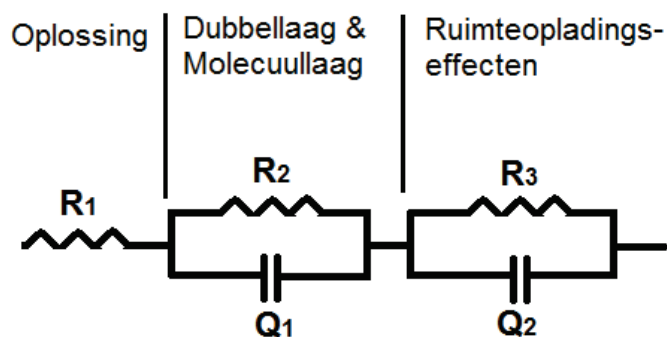 Oplossing
Dubbellaag &
Molecuullaag
Ruimteopladings-
effecten
R1
R2
R3
Q1
Q2